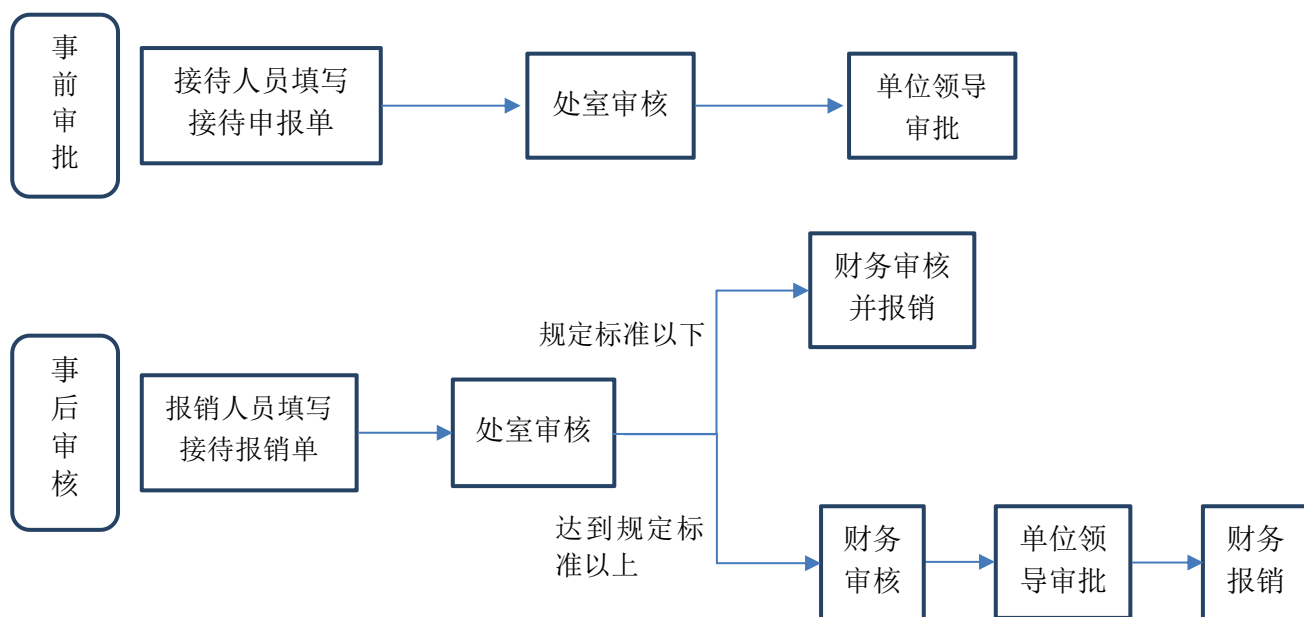 事
前
审
批
接待人员填写
接待申报单
处室审核
单位领导
审批
事
后
审
核
报销人员填写
接待报销单
处室审核
规定标准以下
财务审核
并报销
达到规定标
准以上
财务
审核
单位领
导审批
财务
报销